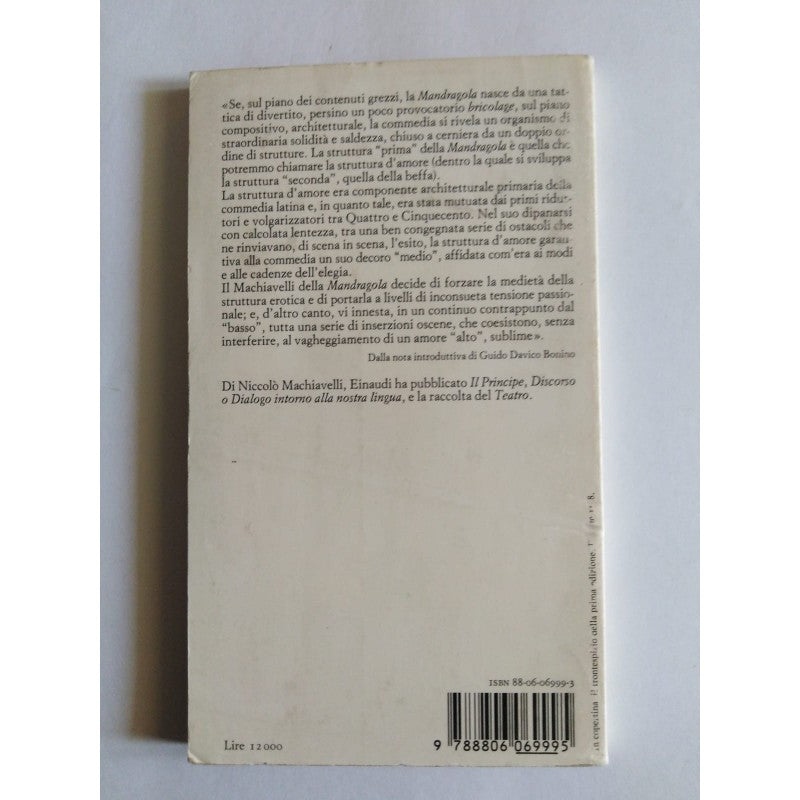 «Se, sul piano dei contenuti grezzi, la Mandragola nasce da una tat-
tica di divertito, persino un poco provocatorio bricolage, sul piano
compositivo, architetturale, la commedia si rivela un organismo di
straordinaria solidità e saldezza, chiuso a cerniera da un doppio or-
dine di strutture. La struttura "prima" della Mandragola è quella che
potremmo chiamare la struttura d'amore (dentro la quale si sviluppa
la struttura "seconda", quella della beffa).
La struttura d'amore era componente architetturale primaria della
commedia latina e, in quanto tale, era stata mutuata dai primi ridut-
tori e volgarizzatori tra Quattro e Cinquecento. Nel suo dipanarsi
con calcolata lentezza, tra una ben congegnata serie di ostacoli che
ne rinviavano, di scena in scena, l'esito, la struttura d'amore garan-
tiva alla commedia un suo decoro "medio", affidata com'era ai modi
e alle cadenze dell'elegia.
Il Machiavelli della Mandragola decide di forzare la medietà della
struttura erotica e di portarla a livelli di inconsueta tensione passio-
nale; e, d'altro canto, vi innesta, in un continuo contrappunto dal
"basso", tutta una serie di inserzioni oscene, che coesistono, senza
interferire, al vagheggiamento di un amore "alto", sublime».
Dalla nota introduttiva di Guido Davico Bonino
Di Niccolò Machiavelli, Einaudi ha pubblicato Il Principe, Discorso
o Dialogo intorno alla nostra lingua, e la raccolta del Teatro.
In copertina il frontespizio della prima edizione.
ISBN 88-06-06999-3
9 788806 069995
Lire 12 000